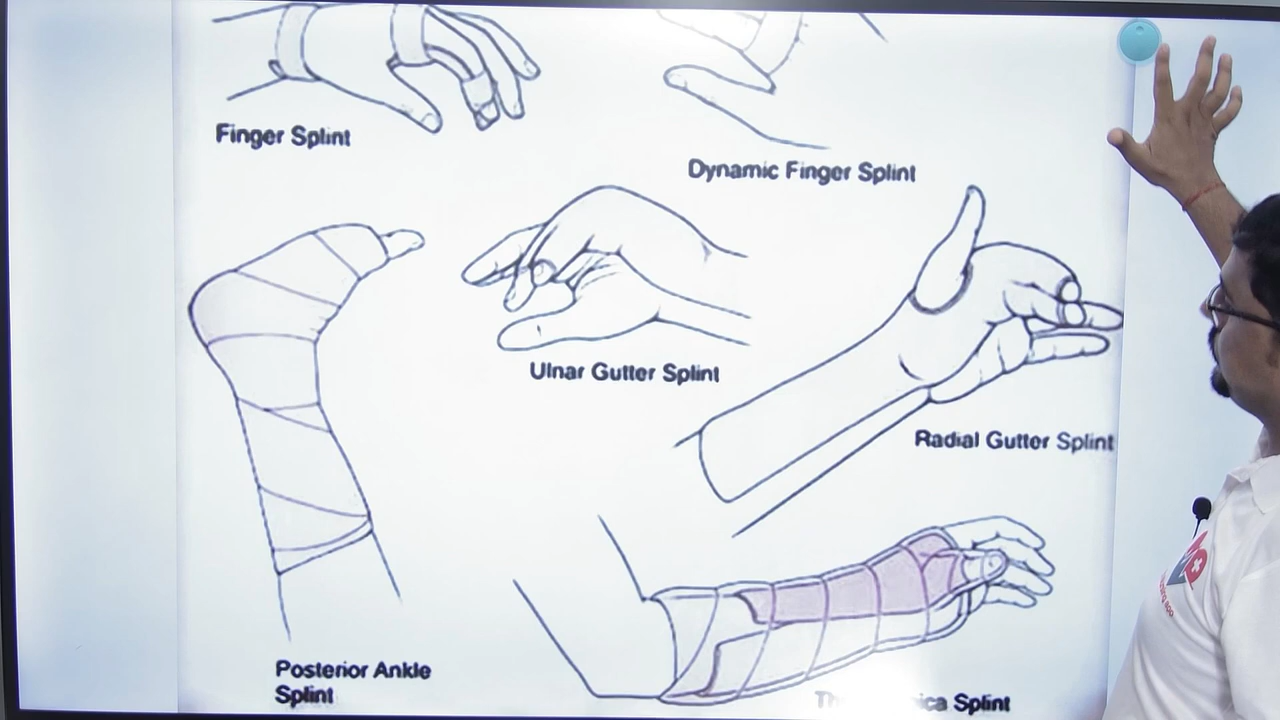 Finger Splint
Dynamic Finger Splint
Ulnar Gutter Splint
Radial Gutter Splint
Posterior Ankle
Splint
Splint